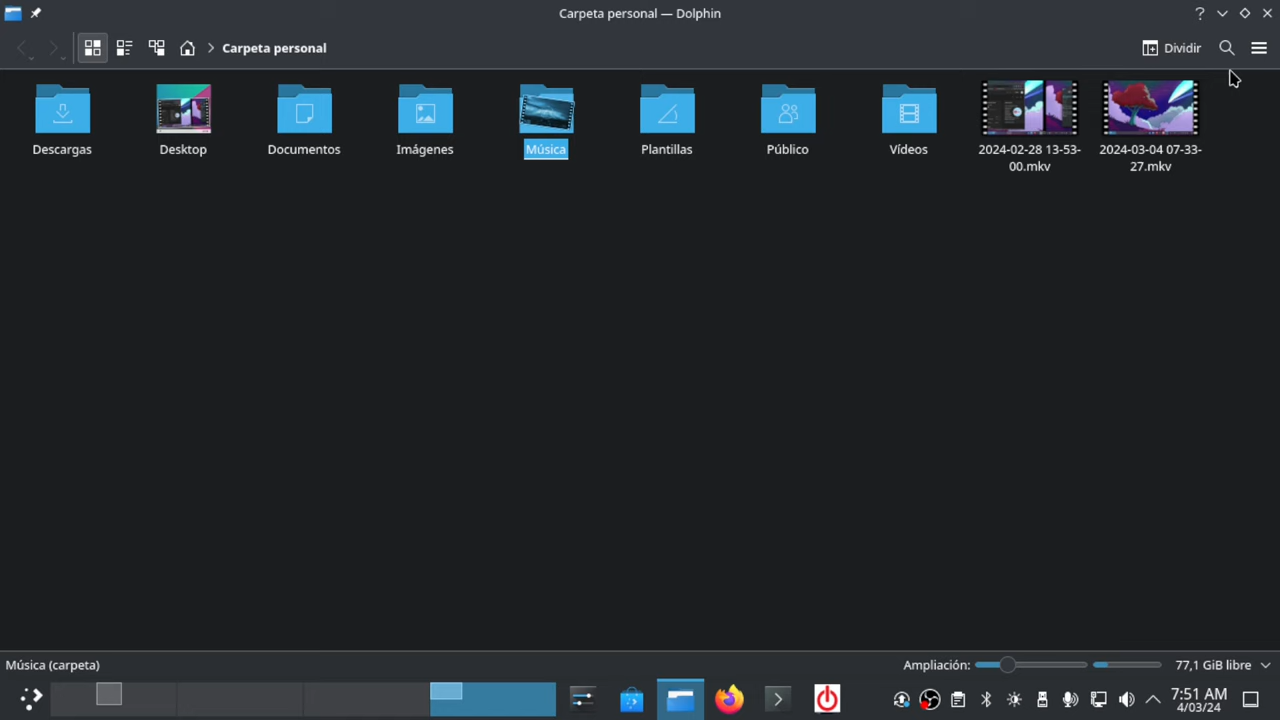 Carpeta personal — Dolphin
Carpeta personal
Dividir
Descargas
Desktop
Documentos
Imágenes
Música
Plantillas
Público
Vídeos
2024-02-28 13-53-
00.mkv
2024-03-04 07-33-
27.mkv
Música (carpeta)
Ampliación:
77,1 GiB libre
7:51 AM
4/03/24